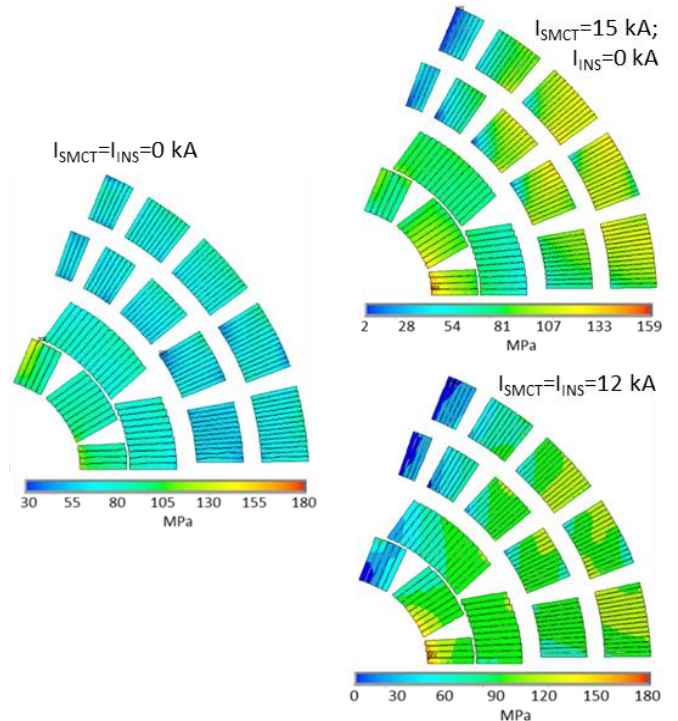 I_SMCT=I_INS=0 kA
30 55 80 105 130 155 180
MPa
I_SMCT=15 kA;
I_INS=0 kA
2 28 54 81 107 133 159
MPa
I_SMCT=I_INS=12 kA
0 30 60 90 120 150 180
MPa